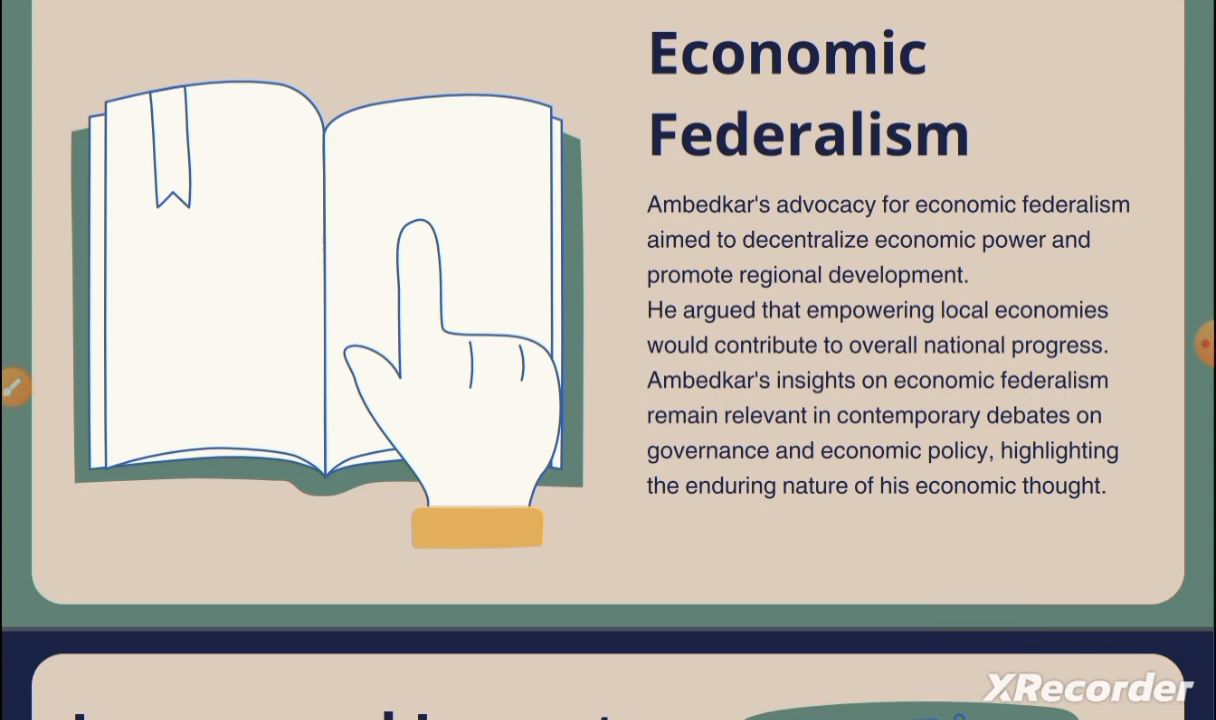 Economic
Federalism
Ambedkar's advocacy for economic federalism
aimed to decentralize economic power and
promote regional development.
He argued that empowering local economies
would contribute to overall national progress.
Ambedkar's insights on economic federalism
remain relevant in contemporary debates on
governance and economic policy, highlighting
the enduring nature of his economic thought.
XRecorder